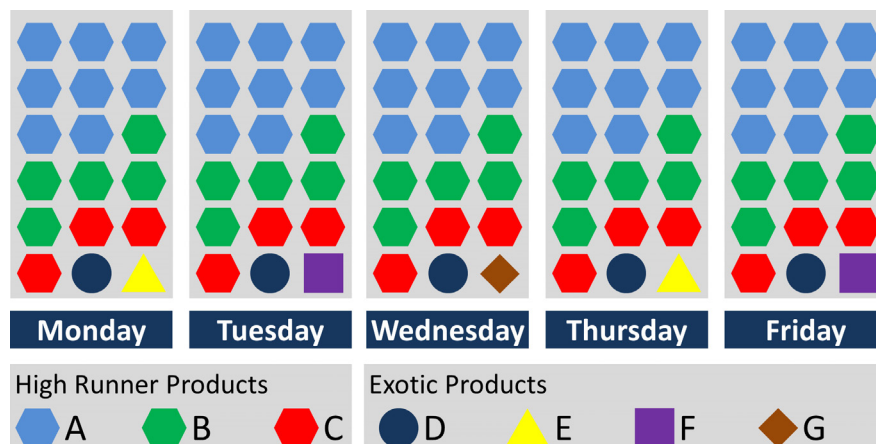 Monday Tuesday Wednesday Thursday Friday
High Runner Products Exotic Products
A B C D E F G